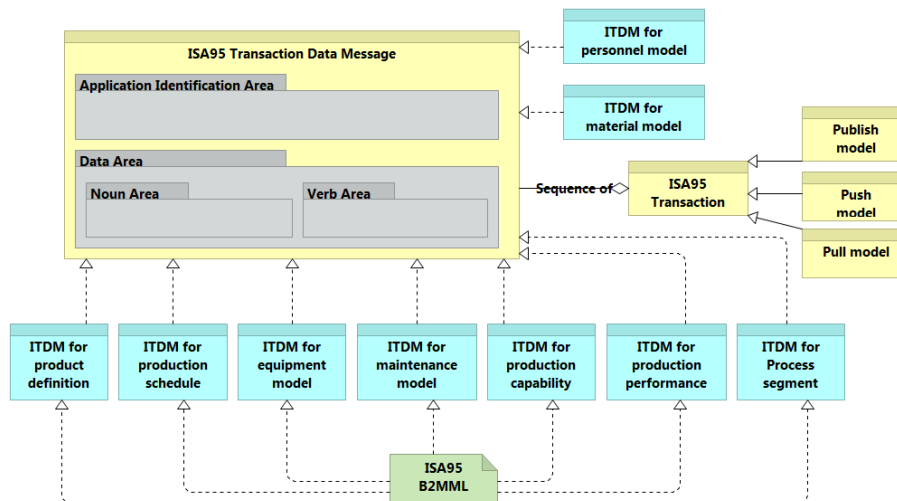 ISA95 Transaction Data Message
Application Identification Area
Data Area
Noun Area
Verb Area
ITDM for
personnel model
ITDM for
material model
Sequence of
ISA95
Transaction
Publish
model
Push
model
Pull model
ITDM for
product
definition
ITDM for
production
schedule
ITDM for
equipment
model
ITDM for
maintenance
model
ITDM for
production
capability
ITDM for
production
performance
ITDM for
Process
segment
ISA95
B2MML